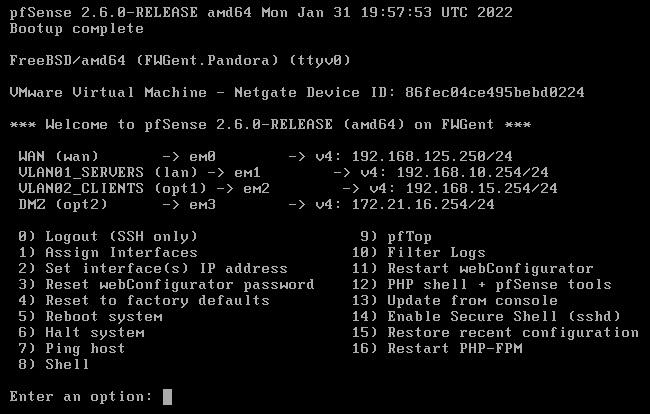 pfSense 2.6.0-RELEASE amd64 Mon Jan 31 19:57:53 UTC 2022
Bootup complete

FreeBSD/amd64 (FWGent.Pandora) (ttyv0)

VMware Virtual Machine - Netgate Device ID: 86fec04ce495bebd0224

*** Welcome to pfSense 2.6.0-RELEASE (amd64) on FWGent ***

 WAN (wan)       -> em0        -> v4: 192.168.125.250/24
 VLAN01_SERVERS (lan) -> em1        -> v4: 192.168.10.254/24
 VLAN02_CLIENTS (opt1) -> em2        -> v4: 192.168.15.254/24
 DMZ (opt2)      -> em3        -> v4: 172.21.16.254/24

 0) Logout (SSH only)                  9) pfTop
 1) Assign Interfaces                 10) Filter Logs
 2) Set interface(s) IP address       11) Restart webConfigurator
 3) Reset webConfigurator password    12) PHP shell + pfSense tools
 4) Reset to factory defaults         13) Update from console
 5) Reboot system                     14) Enable Secure Shell (sshd)
 6) Halt system                       15) Restore recent configuration
 7) Ping host                         16) Restart PHP-FPM
 8) Shell

Enter an option: